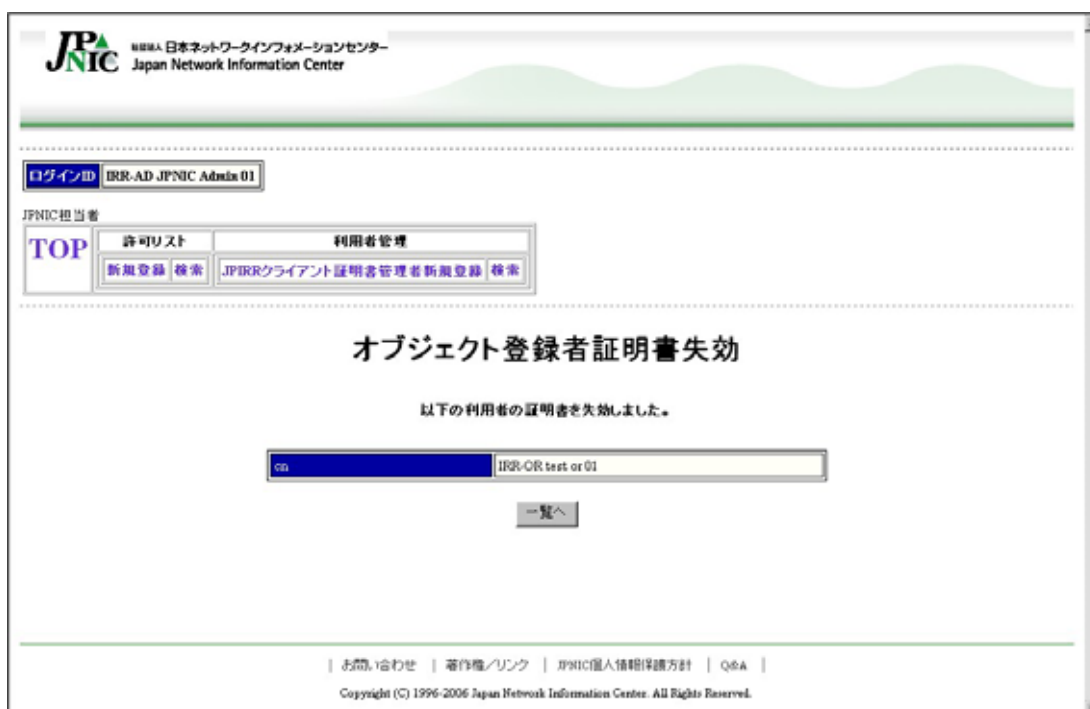 JPNIC
社団法人 日本ネットワークインフォメーションセンター
Japan Network Information Center
ログインID IRR-AD JPNIC Admin 01
JPNIC担当者
TOP 許可リスト 利用者管理
新規登録 検索 JPIRRクライアント証明書管理者新規登録 検索
オブジェクト登録者証明書失効
以下の利用者の証明書を失効しました。
cn IRR-OR test or 01
一覧へ
| お問い合わせ | 著作権/リンク | JPNIC個人情報保護方針 | Q&A |
Copyright (C) 1996-2006 Japan Network Information Center. All Rights Reserved.